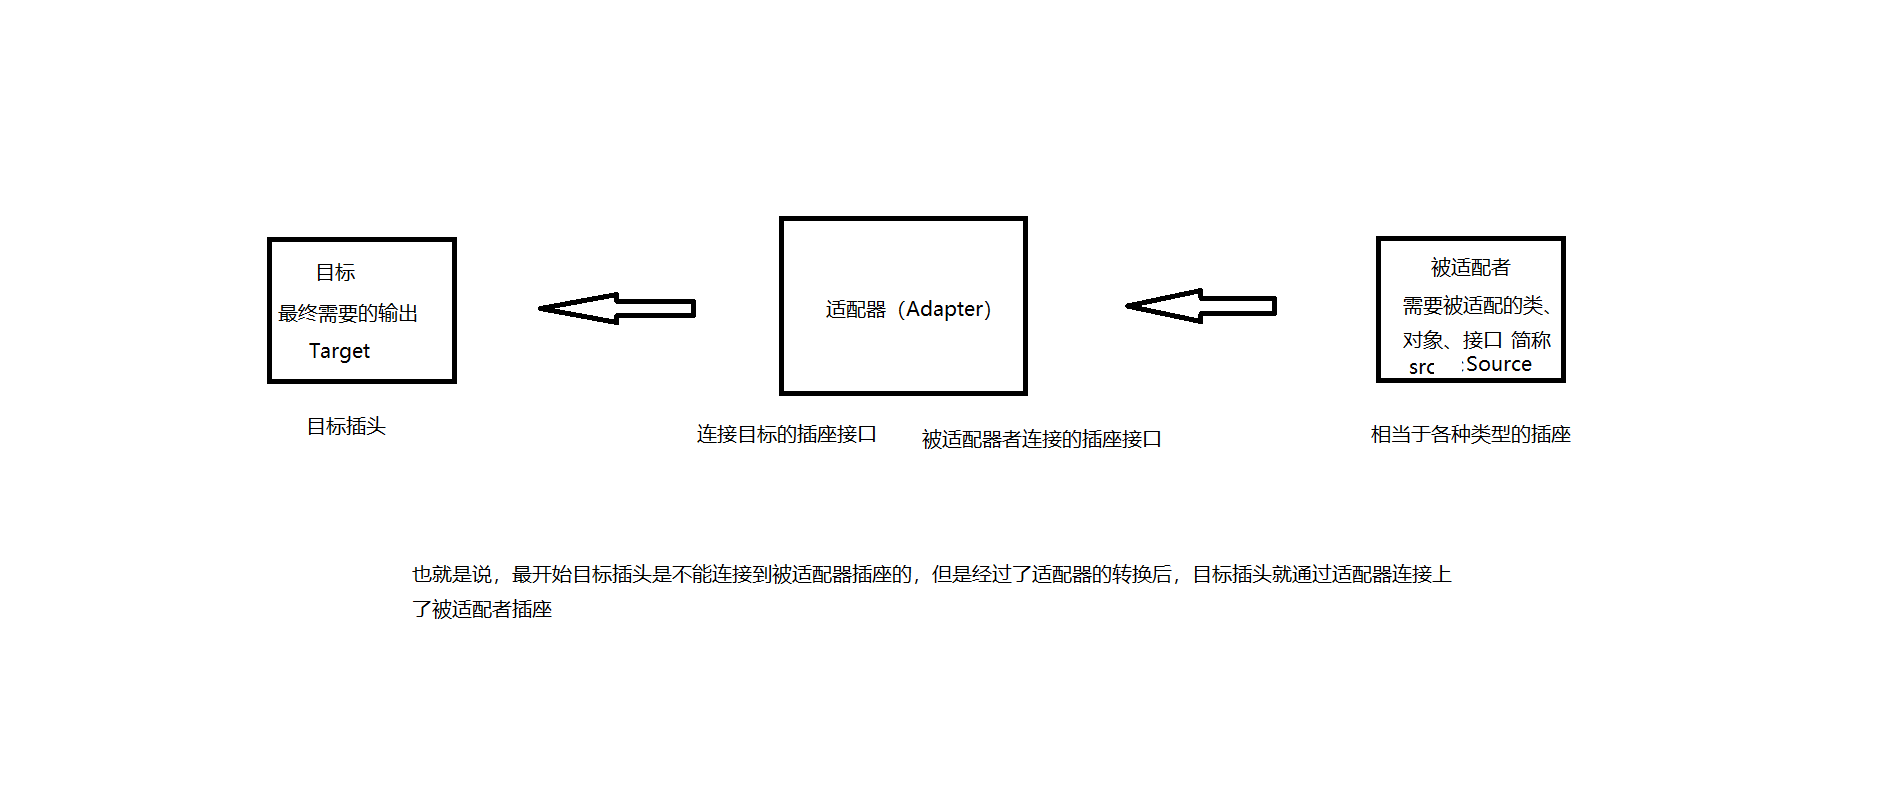 目标
最终需要的输出
Target
适配器（Adapter）
被适配者
需要被适配的类、
对象、接口 简称
src :Source
目标插头
连接目标的插座接口
被适配器者连接的插座接口
相当于各种类型的插座
也就是说，最开始目标插头是不能连接到被适配器插座的，但是经过了适配器的转换后，目标插头就通过适配器连接上
了被适配者插座